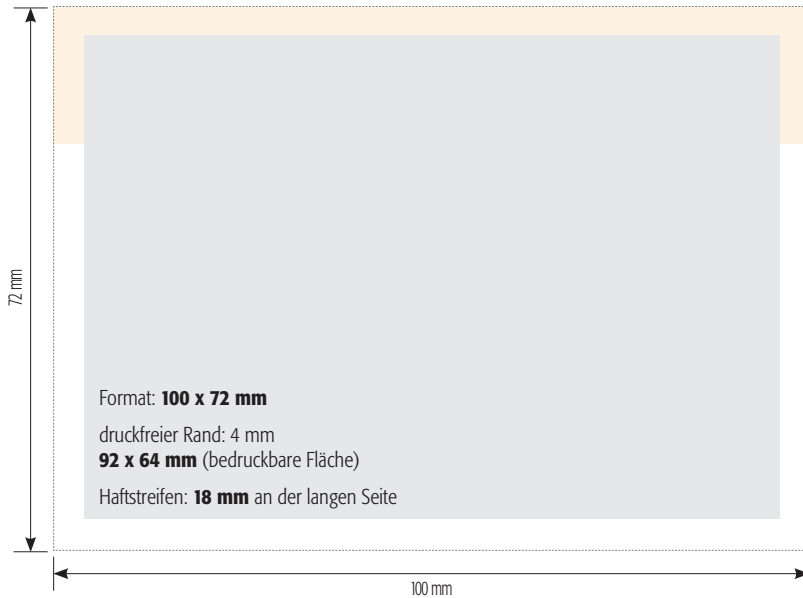 72 mm
Format: 100 x 72 mm
druckfreier Rand: 4 mm
92 x 64 mm (bedruckbare Fläche)
Haftstreifen: 18 mm an der langen Seite
100 mm